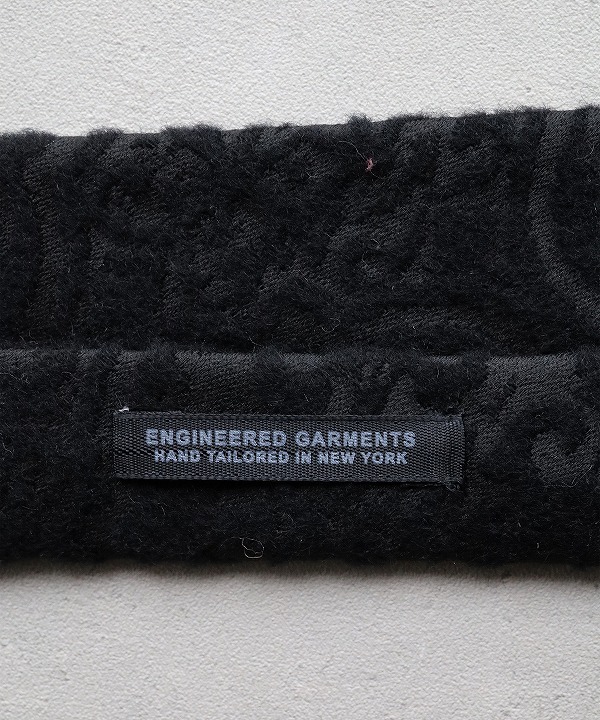 ENGINEERED GARMENTS
HAND TAILORED IN NEW YORK